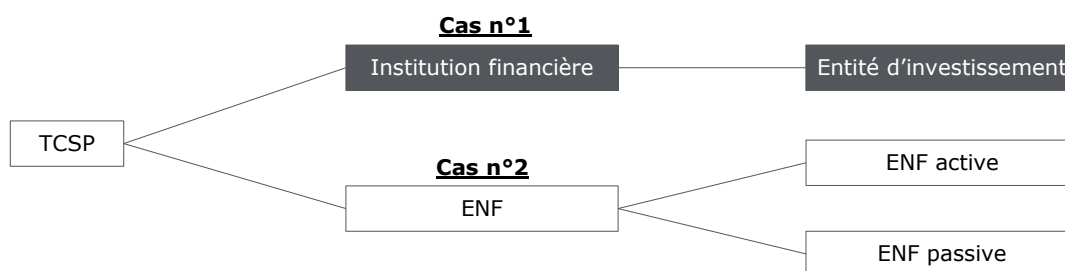 Cas n°1
Institution financière
Entité d’investissement
TCSP
Cas n°2
ENF active
ENF
ENF passive